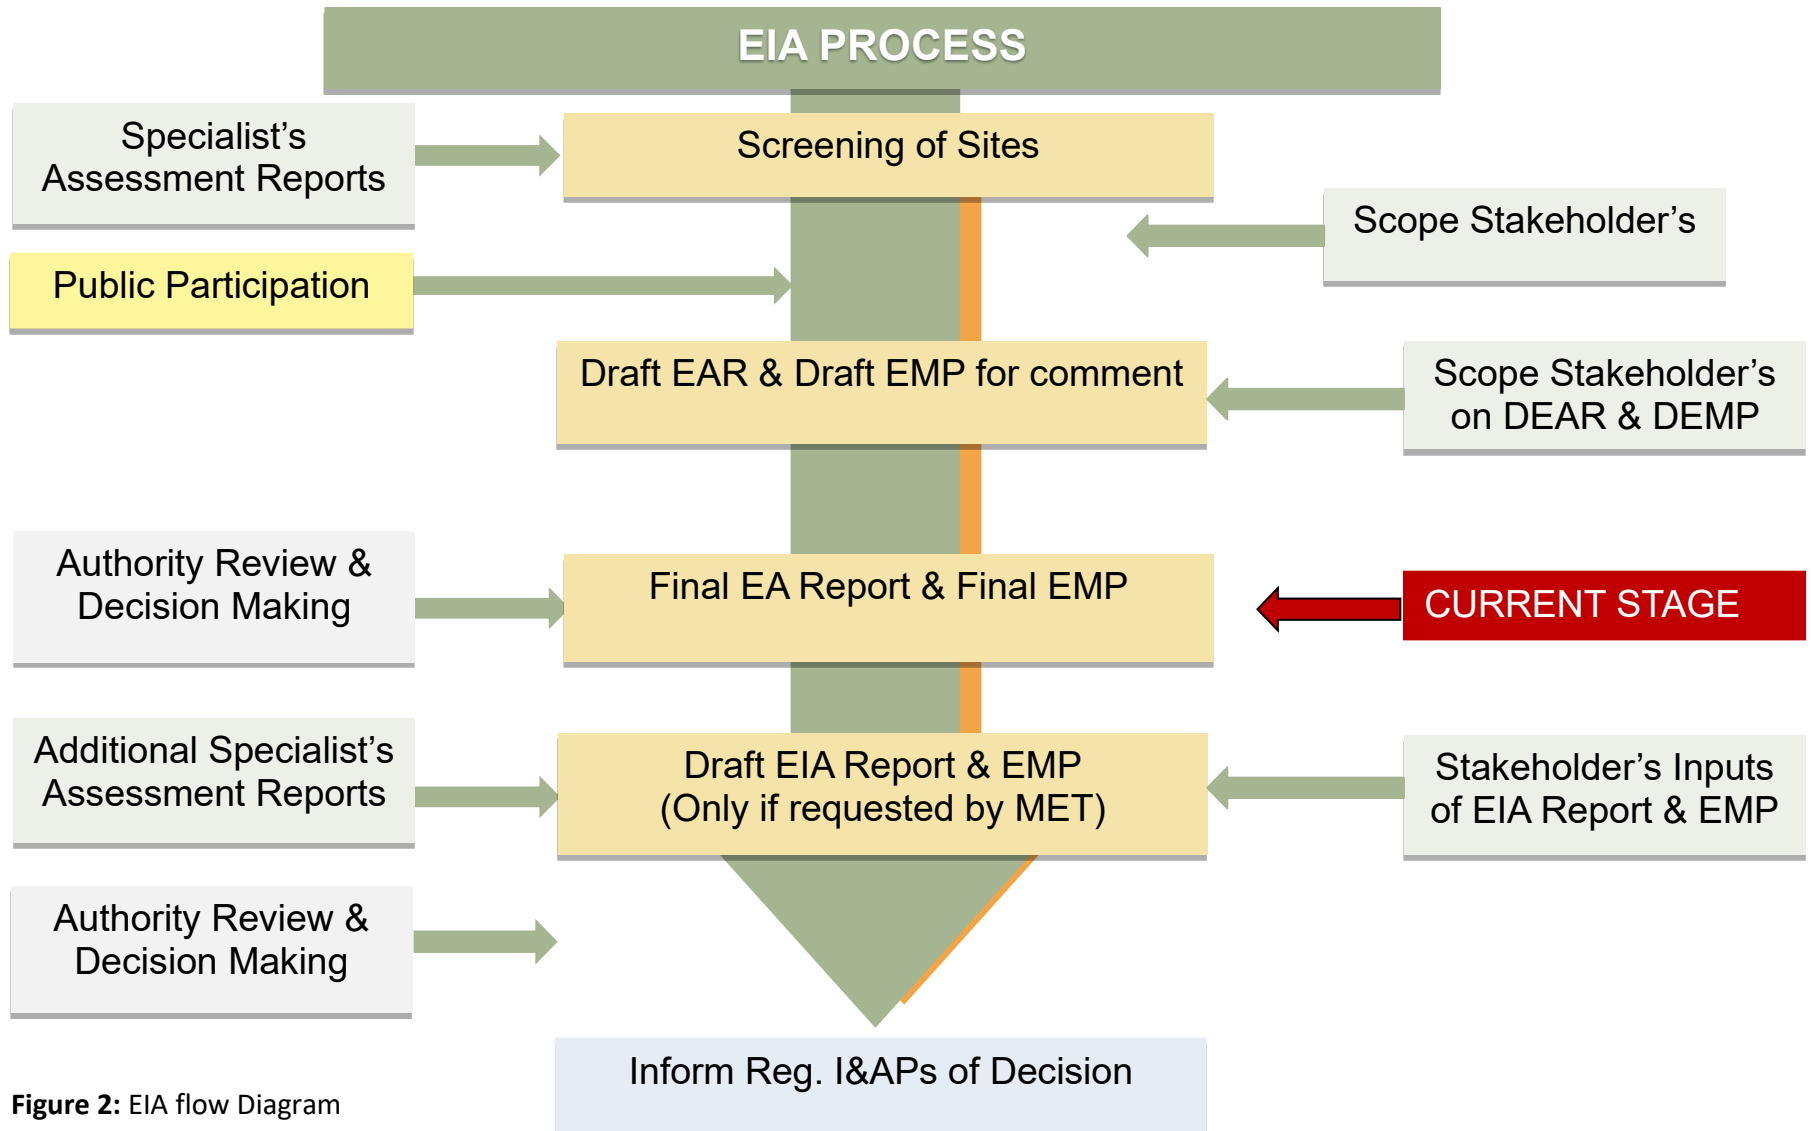 EIA PROCESS
Specialist’s
Assessment Reports
Screening of Sites
Scope Stakeholder’s
Public Participation
Draft EAR & Draft EMP for comment
Scope Stakeholder’s
on DEAR & DEMP
Authority Review &
Decision Making
Final EA Report & Final EMP
CURRENT STAGE
Additional Specialist’s
Assessment Reports
Draft EIA Report & EMP
(Only if requested by MET)
Stakeholder’s Inputs
of EIA Report & EMP
Authority Review &
Decision Making
Inform Reg. I&APs of Decision
Figure 2: EIA flow Diagram